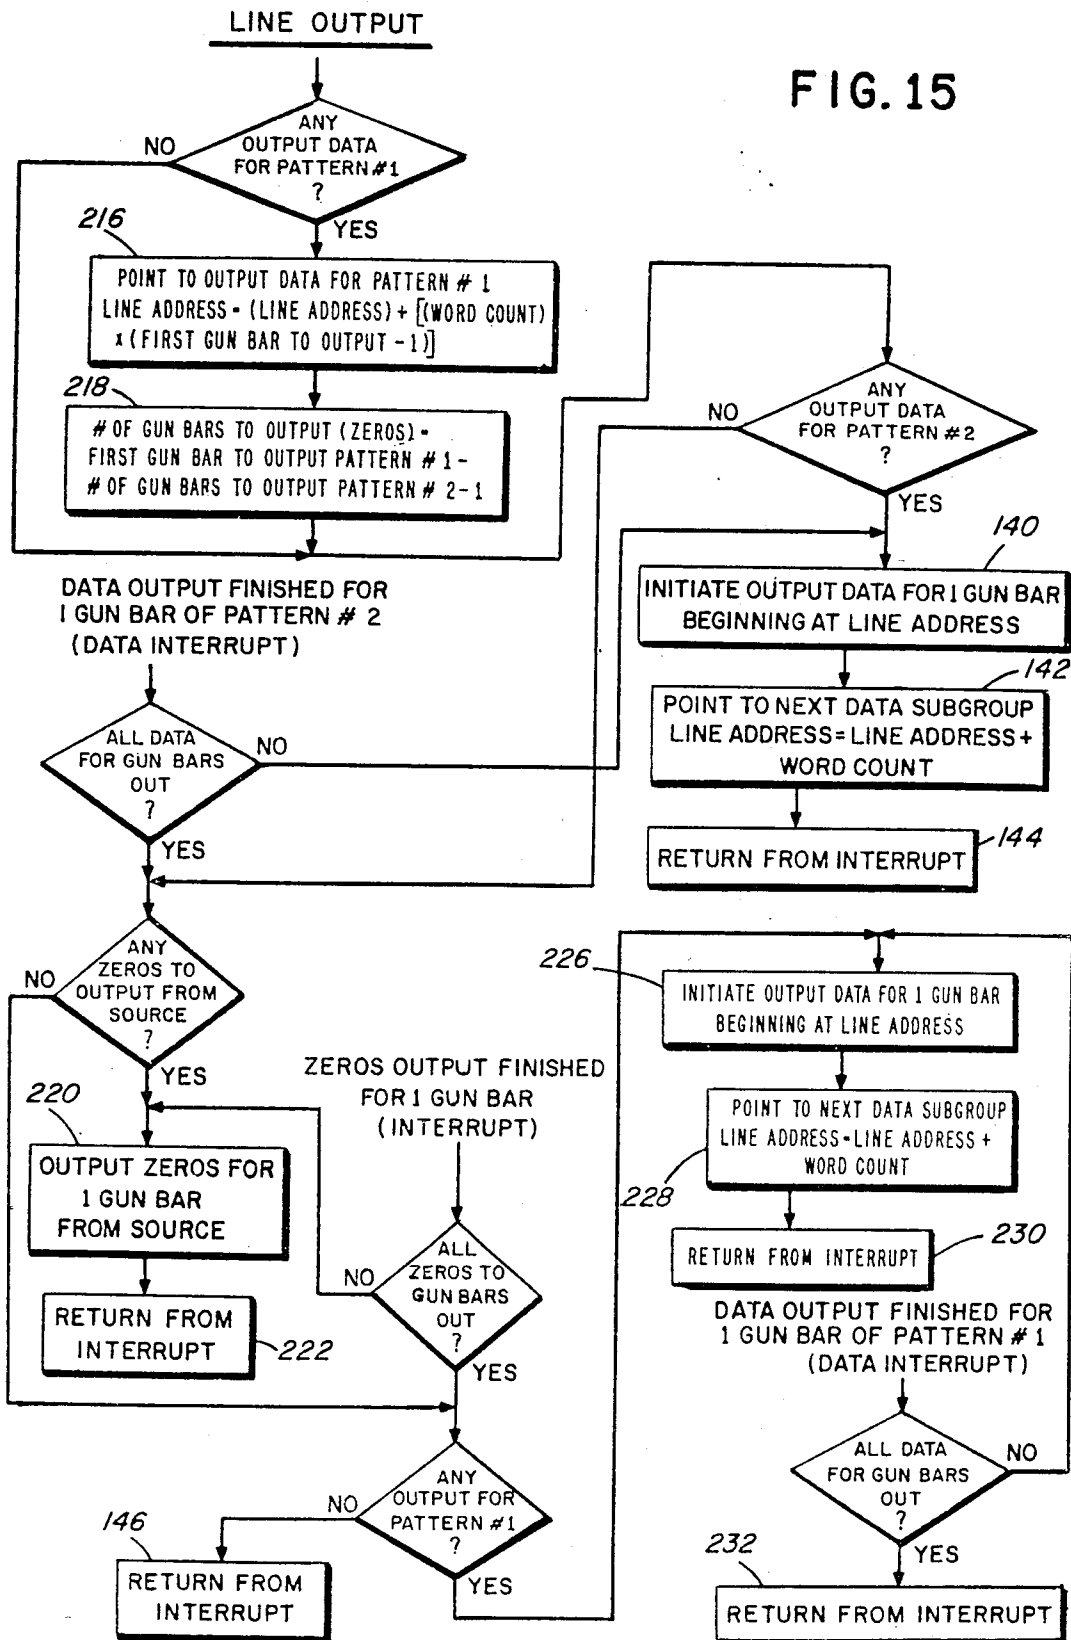 LINE OUTPUT
FIG. 15
ANY
OUTPUT DATA
FOR PATTERN #1
?
NO
YES
216
POINT TO OUTPUT DATA FOR PATTERN # 1
LINE ADDRESS = (LINE ADDRESS) + [(WORD COUNT)
x (FIRST GUN BAR TO OUTPUT -1)]
218
# OF GUN BARS TO OUTPUT (ZEROS) =
FIRST GUN BAR TO OUTPUT PATTERN # 1 -
# OF GUN BARS TO OUTPUT PATTERN # 2-1
ANY
OUTPUT DATA
FOR PATTERN #2
?
NO
YES
140
INITIATE OUTPUT DATA FOR 1 GUN BAR
BEGINNING AT LINE ADDRESS
142
POINT TO NEXT DATA SUBGROUP
LINE ADDRESS = LINE ADDRESS +
WORD COUNT
144
RETURN FROM INTERRUPT
DATA OUTPUT FINISHED FOR
1 GUN BAR OF PATTERN # 2
(DATA INTERRUPT)
ALL DATA
FOR GUN BARS
OUT
?
NO
YES
ANY
ZEROS TO
OUTPUT FROM
SOURCE
?
NO
YES
220
OUTPUT ZEROS FOR
1 GUN BAR
FROM SOURCE
RETURN FROM
INTERRUPT
222
ZEROS OUTPUT FINISHED
FOR 1 GUN BAR
(INTERRUPT)
ALL
ZEROS TO
GUN BARS
OUT
?
NO
YES
ANY
OUTPUT FOR
PATTERN #1
?
NO
YES
146
RETURN FROM
INTERRUPT
226
INITIATE OUTPUT DATA FOR 1 GUN BAR
BEGINNING AT LINE ADDRESS
228
POINT TO NEXT DATA SUBGROUP
LINE ADDRESS = LINE ADDRESS +
WORD COUNT
230
RETURN FROM INTERRUPT
DATA OUTPUT FINISHED FOR
1 GUN BAR OF PATTERN # 1
(DATA INTERRUPT)
ALL DATA
FOR GUN BARS
OUT
?
NO
YES
232
RETURN FROM INTERRUPT